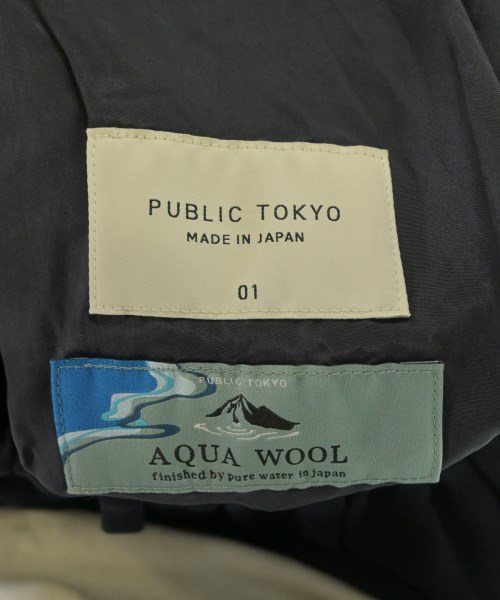 PUBLIC TOKYO
MADE IN JAPAN
01
PUBLIC TOKYO
AQUA WOOL
finished by pure water in japan